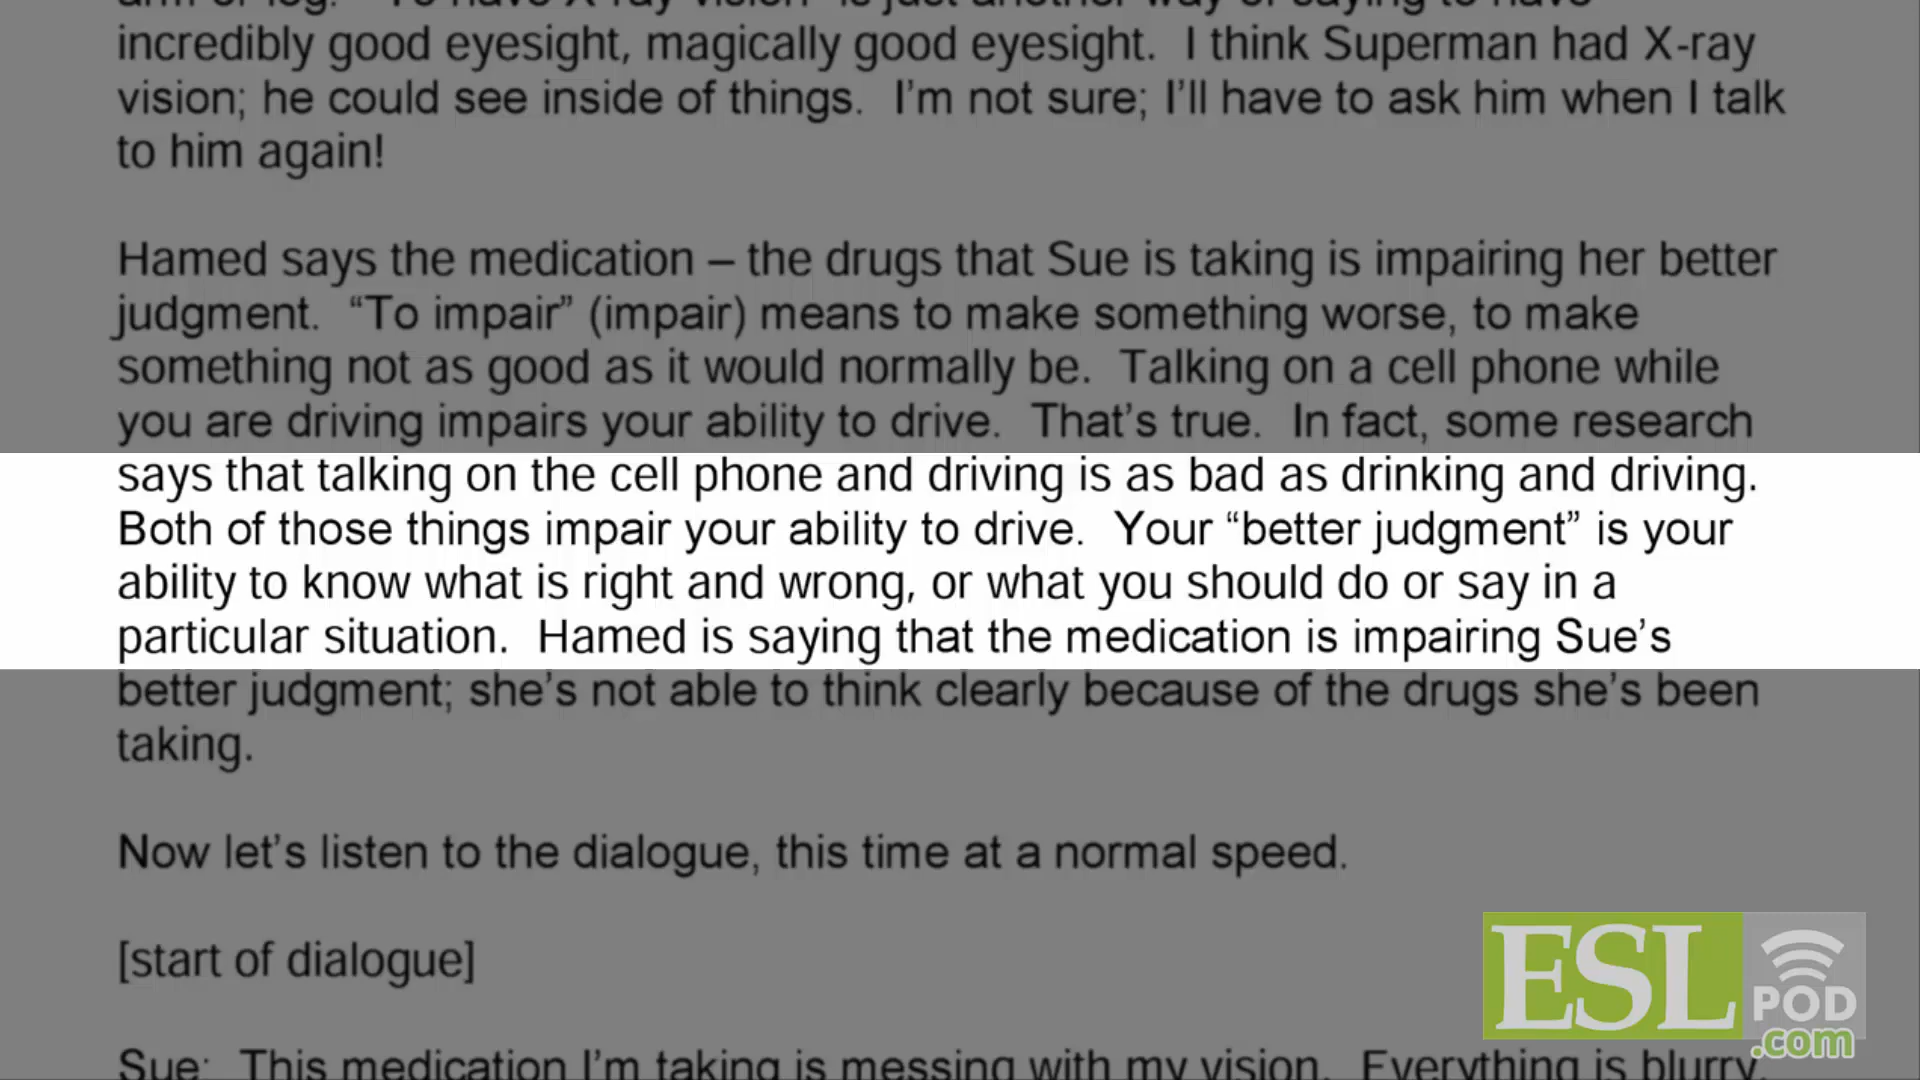 incredibly good eyesight, magically good eyesight.  I think Superman had X-ray
vision; he could see inside of things.  I’m not sure; I’ll have to ask him when I talk
to him again!
Hamed says the medication – the drugs that Sue is taking is impairing her better
judgment.  “To impair” (impair) means to make something worse, to make
something not as good as it would normally be.  Talking on a cell phone while
you are driving impairs your ability to drive.  That’s true.  In fact, some research
says that talking on the cell phone and driving is as bad as drinking and driving.
Both of those things impair your ability to drive.  Your “better judgment” is your
ability to know what is right and wrong, or what you should do or say in a
particular situation.  Hamed is saying that the medication is impairing Sue’s
better judgment; she’s not able to think clearly because of the drugs she’s been
taking.
Now let’s listen to the dialogue, this time at a normal speed.
[start of dialogue]
Sue:  This medication I’m taking is messing with my vision.  Everything is blurry.
ESL
POD
.com